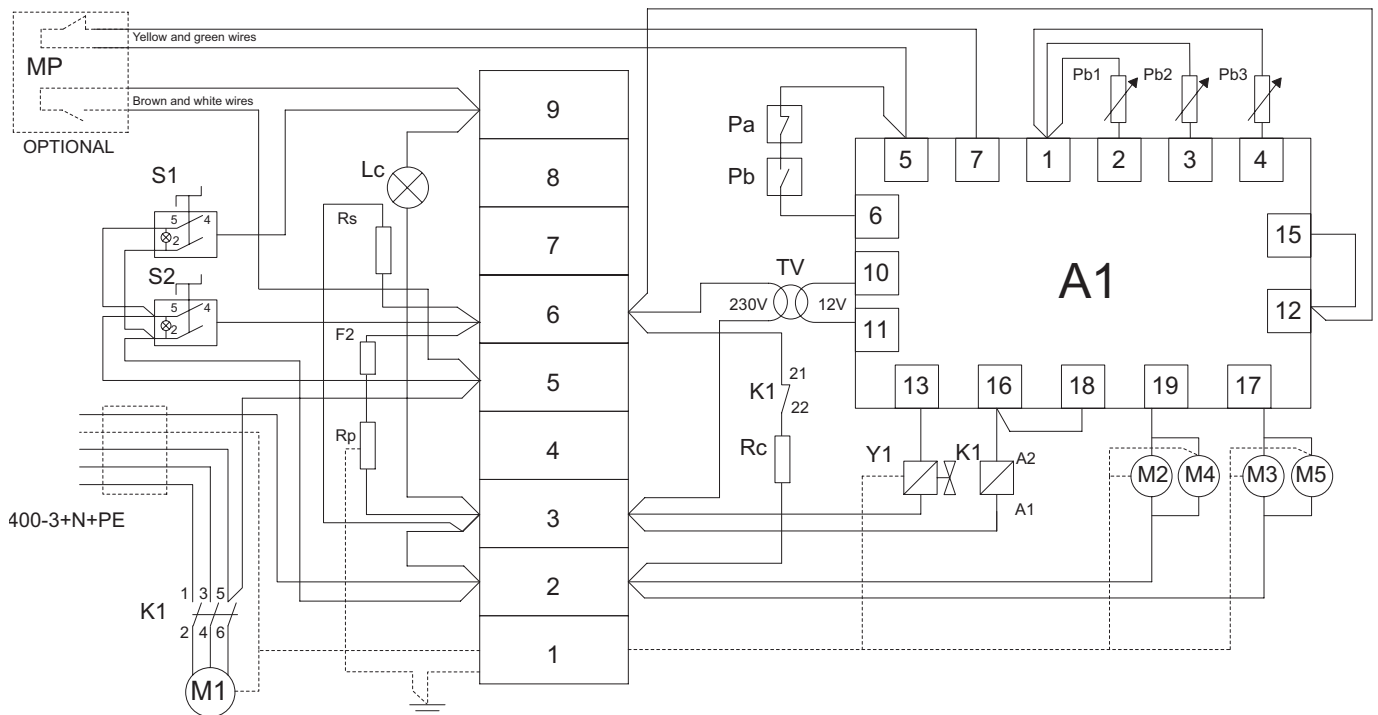 Yellow and green wires
MP
Brown and white wires
OPTIONAL
Pb1
Pb2
Pb3
9
8
7
6
5
4
3
2
1
Lc
Rs
F2
Rp
S1
5
4
2
S2
5
4
2
400-3+N+PE
K1
1
3
5
2
4
6
M1
Pa
Pb
TV
230V
12V
K1
21
22
Rc
A1
5
7
1
2
3
4
6
10
11
15
12
13
16
18
19
17
Y1
K1
A2
A1
M2
M4
M3
M5